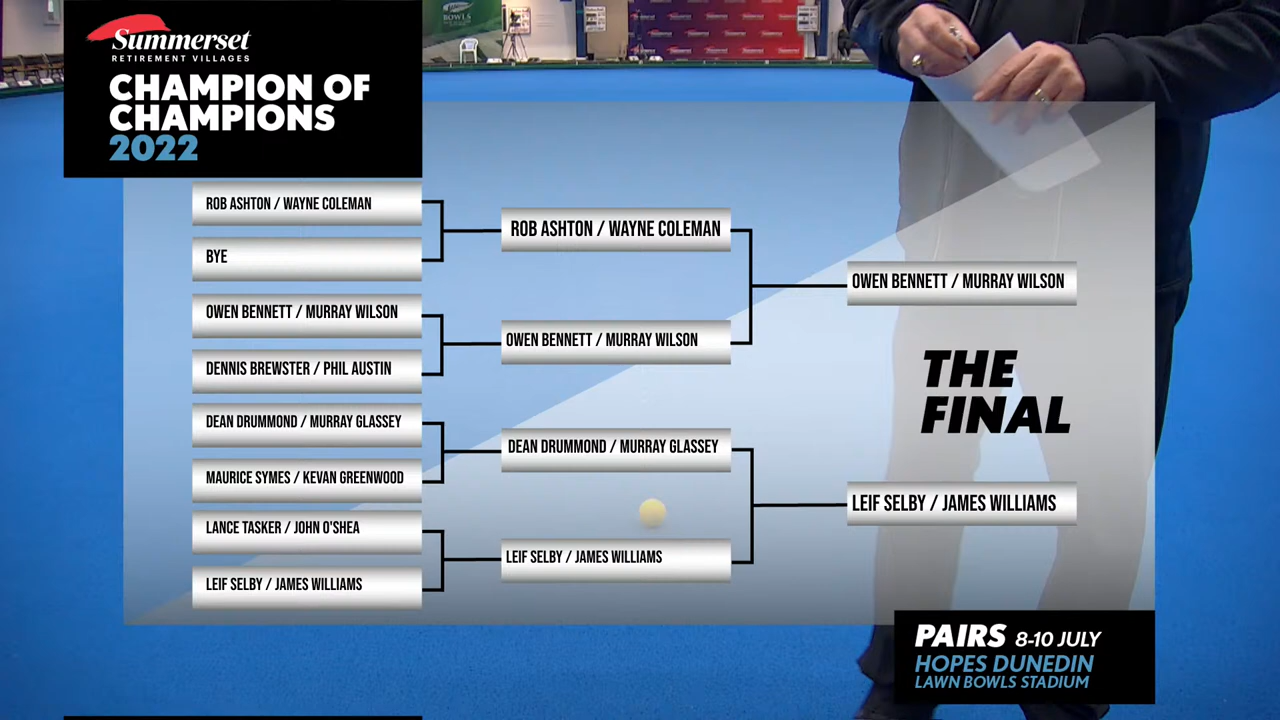 Summerset
RETIREMENT VILLAGES
CHAMPION OF
CHAMPIONS
2022
BOWLS
ROB ASHTON / WAYNE COLEMAN
BYE
OWEN BENNETT / MURRAY WILSON
DENNIS BREWSTER / PHIL AUSTIN
DEAN DRUMMOND / MURRAY GLASSEY
MAURICE SYMES / KEVAN GREENWOOD
LANCE TASKER / JOHN O'SHEA
LEIF SELBY / JAMES WILLIAMS
ROB ASHTON / WAYNE COLEMAN
OWEN BENNETT / MURRAY WILSON
DEAN DRUMMOND / MURRAY GLASSEY
LEIF SELBY / JAMES WILLIAMS
OWEN BENNETT / MURRAY WILSON
THE
FINAL
LEIF SELBY / JAMES WILLIAMS
PAIRS 8-10 JULY
HOPES DUNEDIN
LAWN BOWLS STADIUM